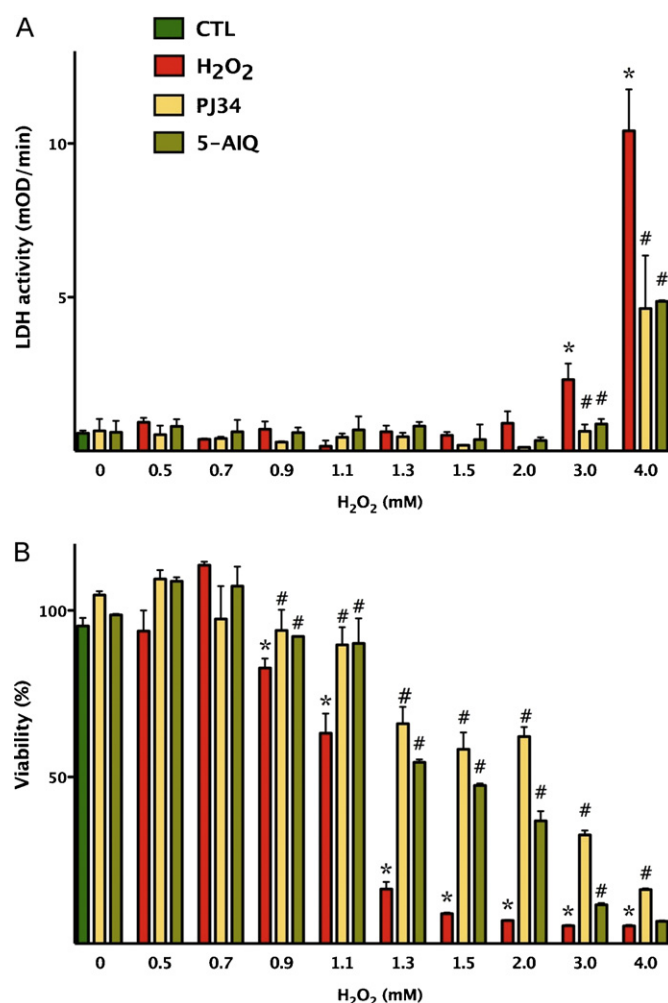 A
CTL
H₂O₂
PJ34
5-AIQ
LDH activity (mOD/min)
10
5
*
*
#
#
# #
0 0.5 0.7 0.9 1.1 1.3 1.5 2.0 3.0 4.0
H₂O₂ (mM)
B
Viability (%)
100
50
* # # * # # * # # * # # * # # * # # * #
0 0.5 0.7 0.9 1.1 1.3 1.5 2.0 3.0 4.0
H₂O₂ (mM)